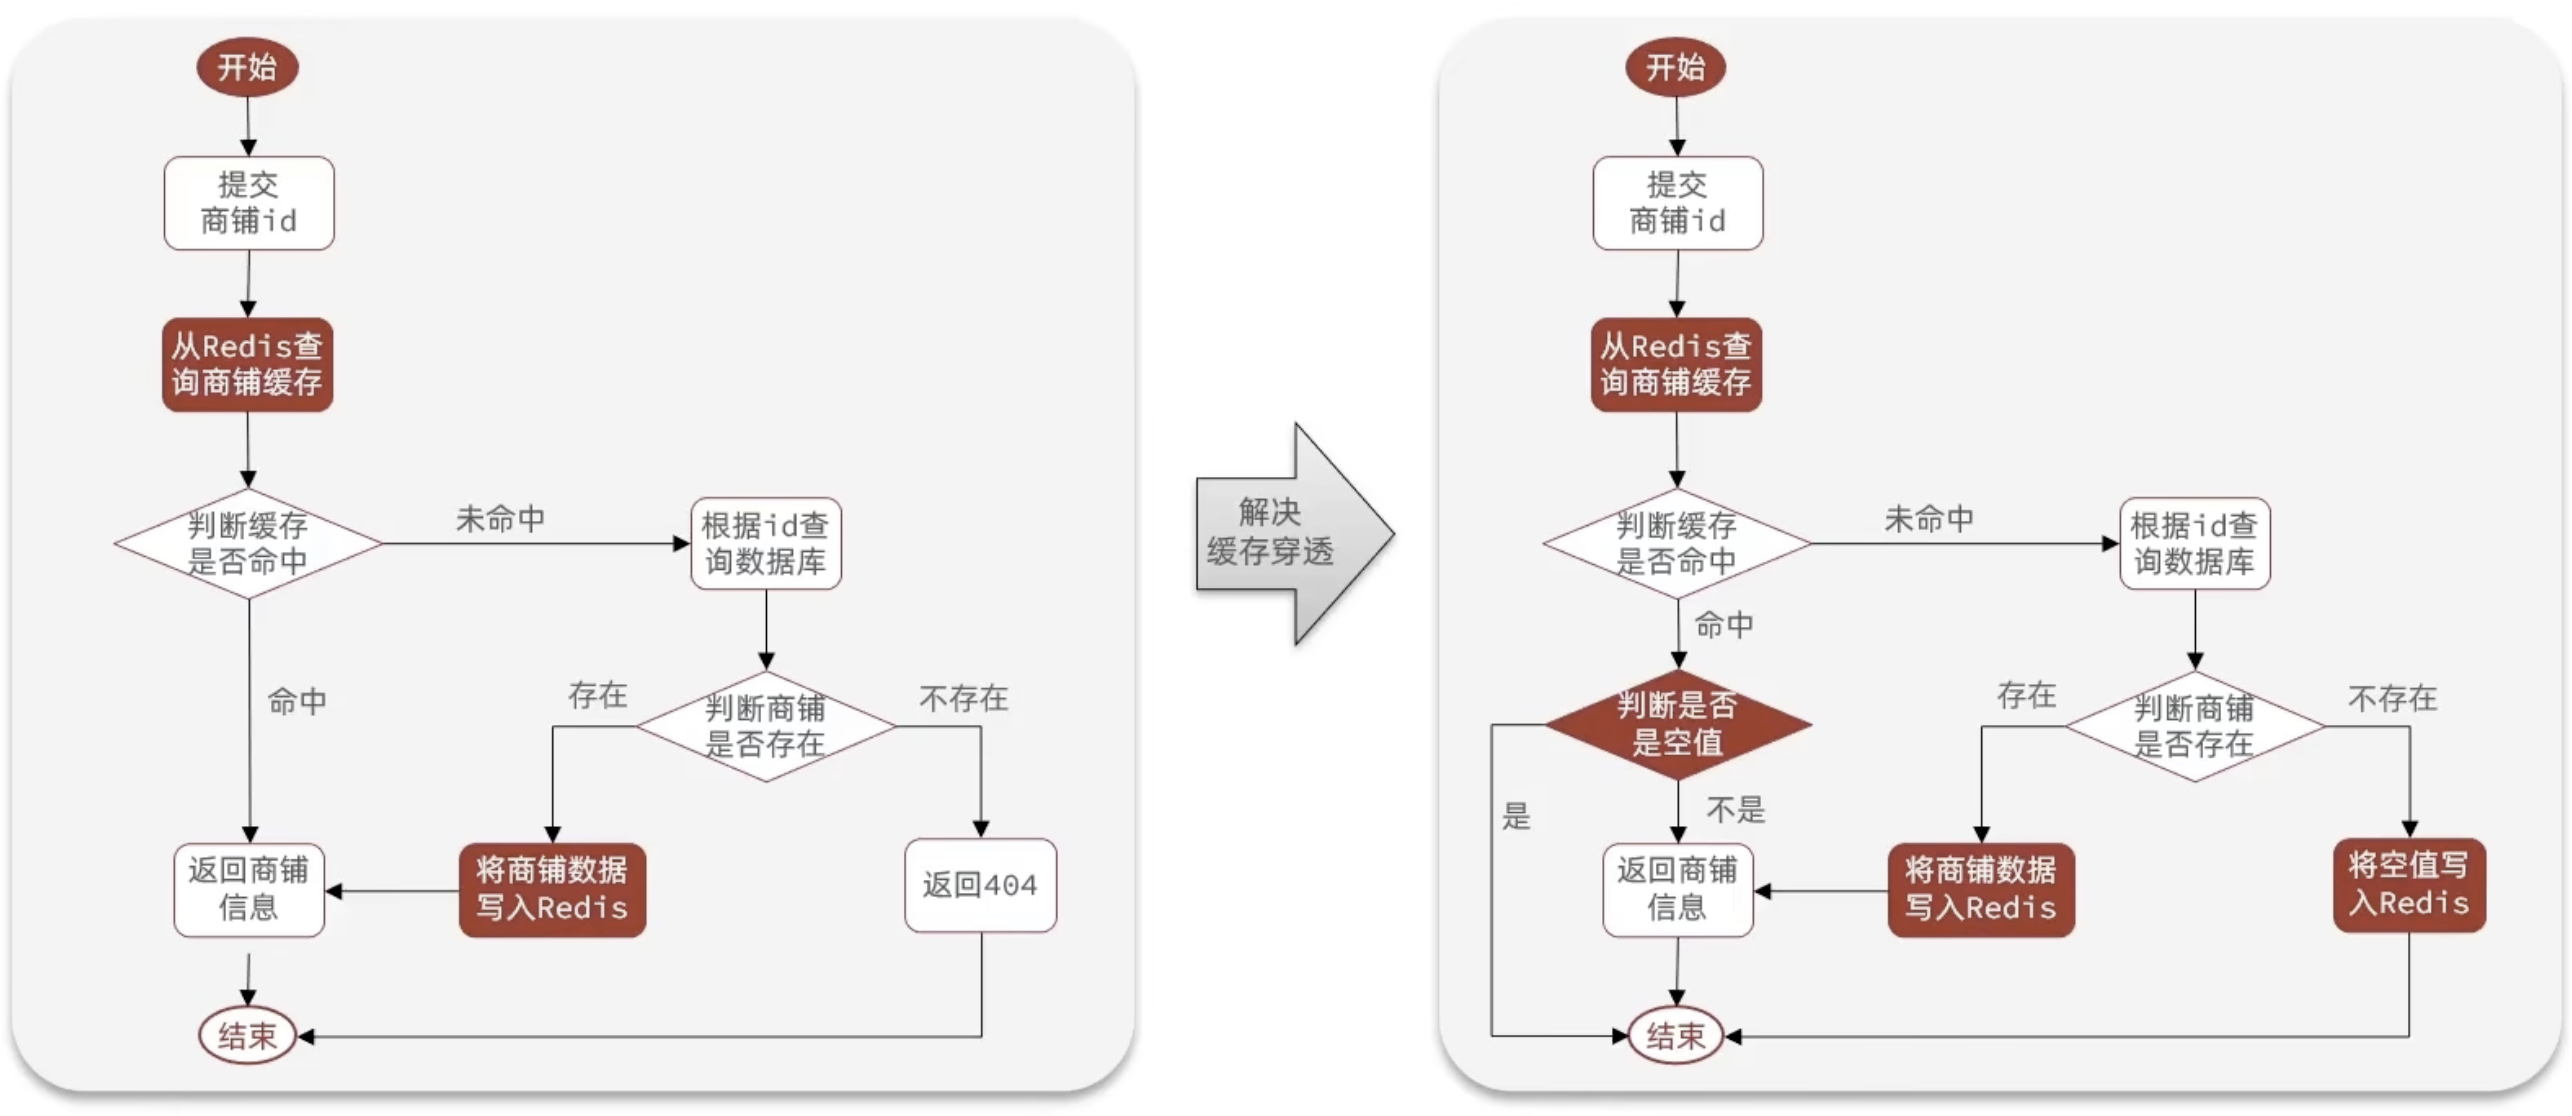 开始
提交
商铺id
从Redis查
询商铺缓存
判断缓存
是否命中
未命中
根据id查
询数据库
命中
存在
判断商铺
是否存在
不存在
返回商铺
信息
将商铺数据
写入Redis
返回404
结束
解决
缓存穿透
开始
提交
商铺id
从Redis查
询商铺缓存
判断缓存
是否命中
未命中
根据id查
询数据库
命中
判断是否
是空值
存在
判断商铺
是否存在
不存在
是
不是
返回商铺
信息
将商铺数据
写入Redis
将空值写
入Redis
结束